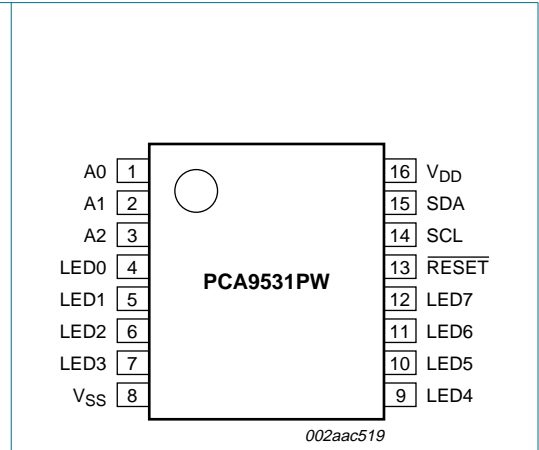 A0 1 16 VDD
A1 2 15 SDA
A2 3 14 SCL
LED0 4 13 RESET
PCA9531PW
LED1 5 12 LED7
LED2 6 11 LED6
LED3 7 10 LED5
VSS 8 9 LED4
002aac519